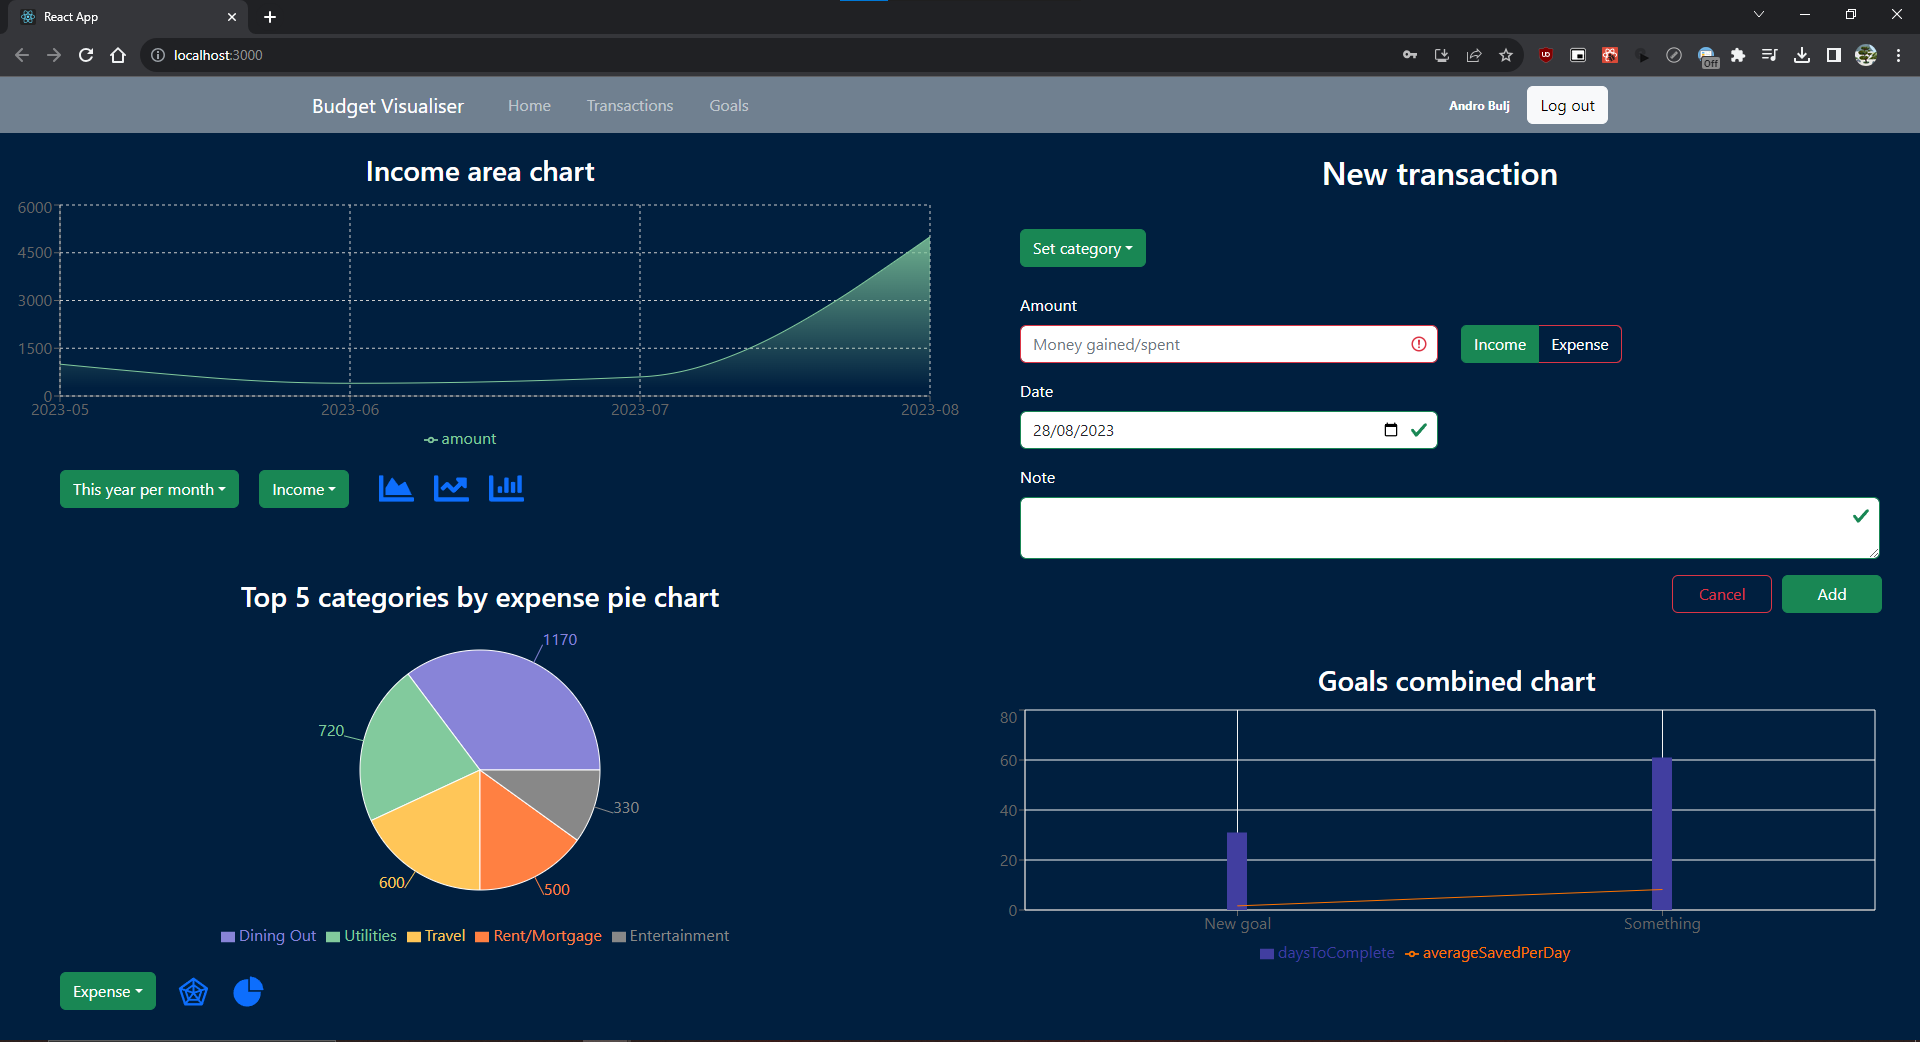 React App
localhost:3000
Off
Budget Visualiser Home Transactions Goals Andro Bulj Log out
Income area chart
6000
4500
3000
1500
0
2023-05 2023-06 2023-07 2023-08
amount
This year per month Income
Top 5 categories by expense pie chart
1170
720
330
600
500
Dining Out Utilities Travel Rent/Mortgage Entertainment
Expense
New transaction
Set category
Amount
Money gained/spent Income Expense
Date
28/08/2023
Note
Cancel Add
Goals combined chart
80
60
40
20
0
New goal Something
daysToComplete averageSavedPerDay